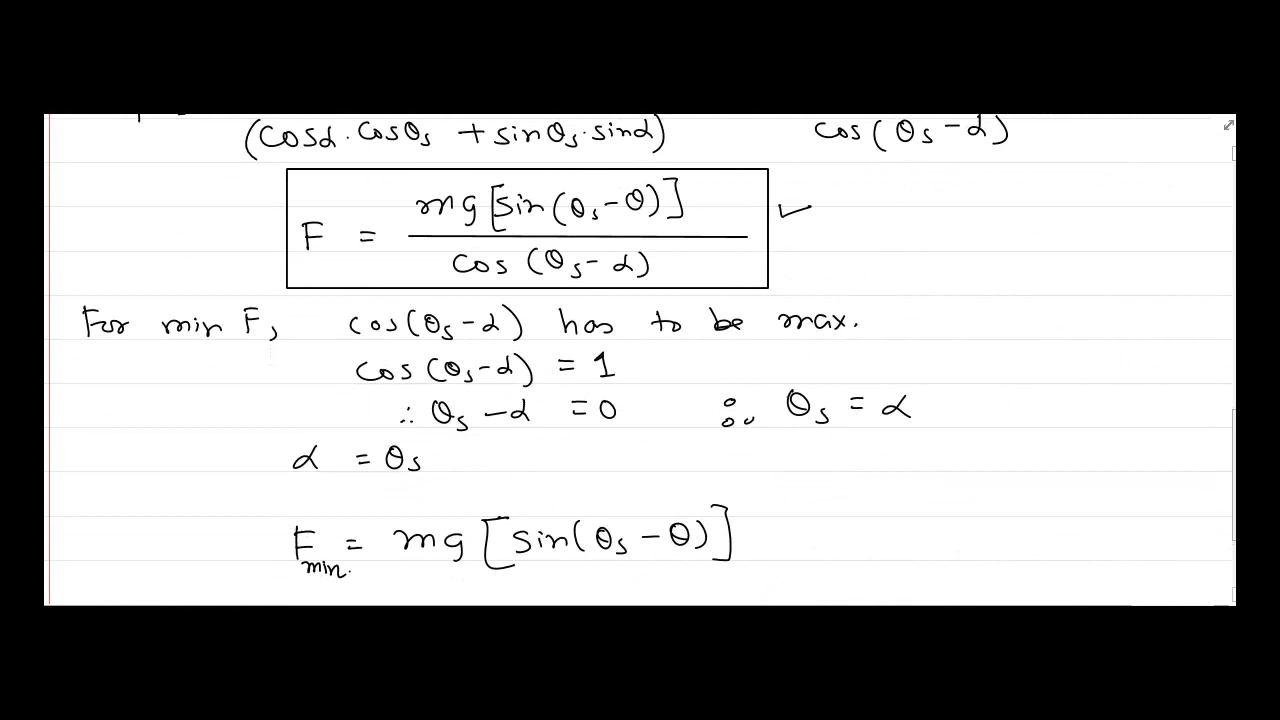 (cosα . cosθs + sinθs . sinα)    cos(θs - α)
F = mg[sin(θs - θ)] / cos(θs - α) ✓
For min F,    cos(θs - α) has to be max.
cos(θs - α) = 1
∴ θs - α = 0    ∴ θs = α
α = θs
Fmin. = mg[sin(θs - θ)]